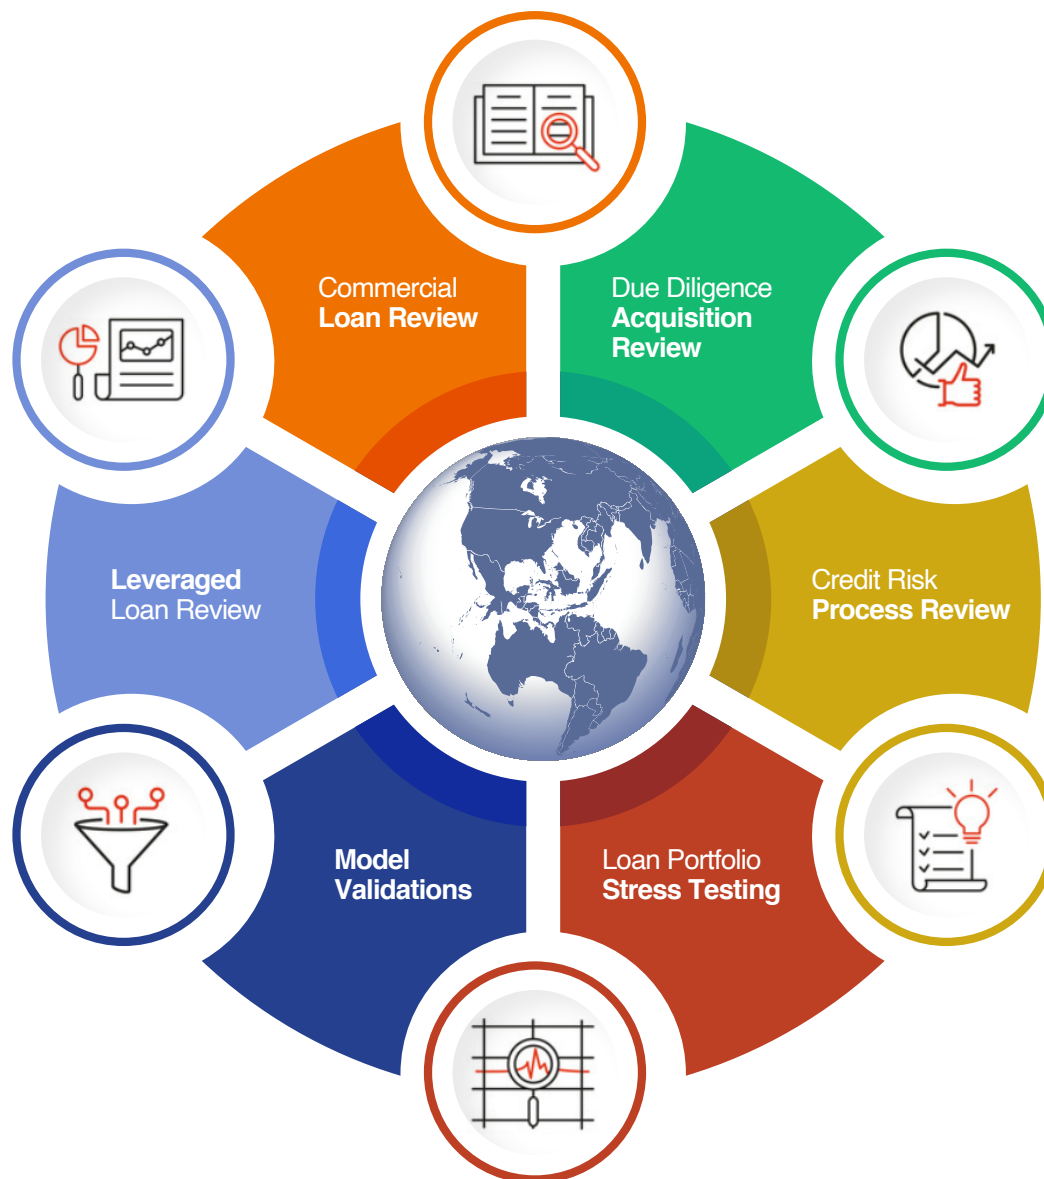 Commercial
Loan Review
Due Diligence
Acquisition
Review
Leveraged
Loan Review
Credit Risk
Process Review
Model
Validations
Loan Portfolio
Stress Testing